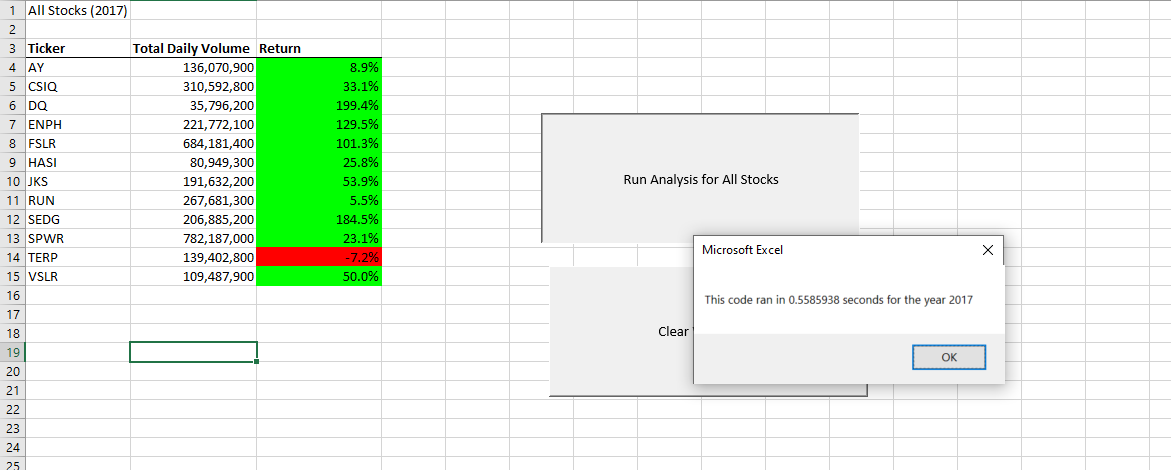 1 All Stocks (2017)
2
3 Ticker Total Daily Volume Return
4 AY 136,070,900 8.9%
5 CSIQ 310,592,800 33.1%
6 DQ 35,796,200 199.4%
7 ENPH 221,772,100 129.5%
8 FSLR 684,181,400 101.3%
9 HASI 80,949,300 25.8%
10 JKS 191,632,200 53.9%
11 RUN 267,681,300 5.5%
12 SEDG 206,885,200 184.5%
13 SPWR 782,187,000 23.1%
14 TERP 139,402,800 -7.2%
15 VSLR 109,487,900 50.0%
16
17
18
19
20
21
22
23
24
25
Run Analysis for All Stocks
Clear
Microsoft Excel
This code ran in 0.5585938 seconds for the year 2017
OK